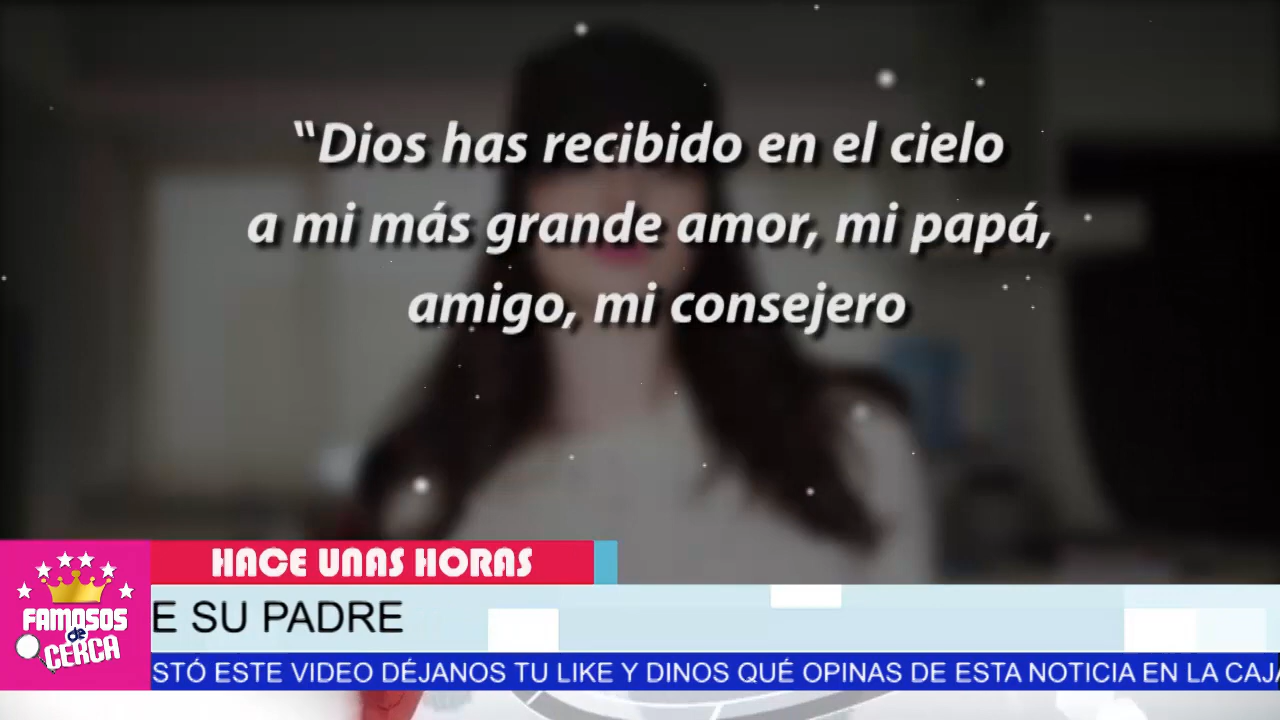 “Dios has recibido en el cielo
a mi más grande amor, mi papá,
amigo, mi consejero
HACE UNAS HORAS
FAMOSOS
de
CERCA
E SU PADRE
STÓ ESTE VIDEO DÉJANOS TU LIKE Y DINOS QUÉ OPINAS DE ESTA NOTICIA EN LA CAJA